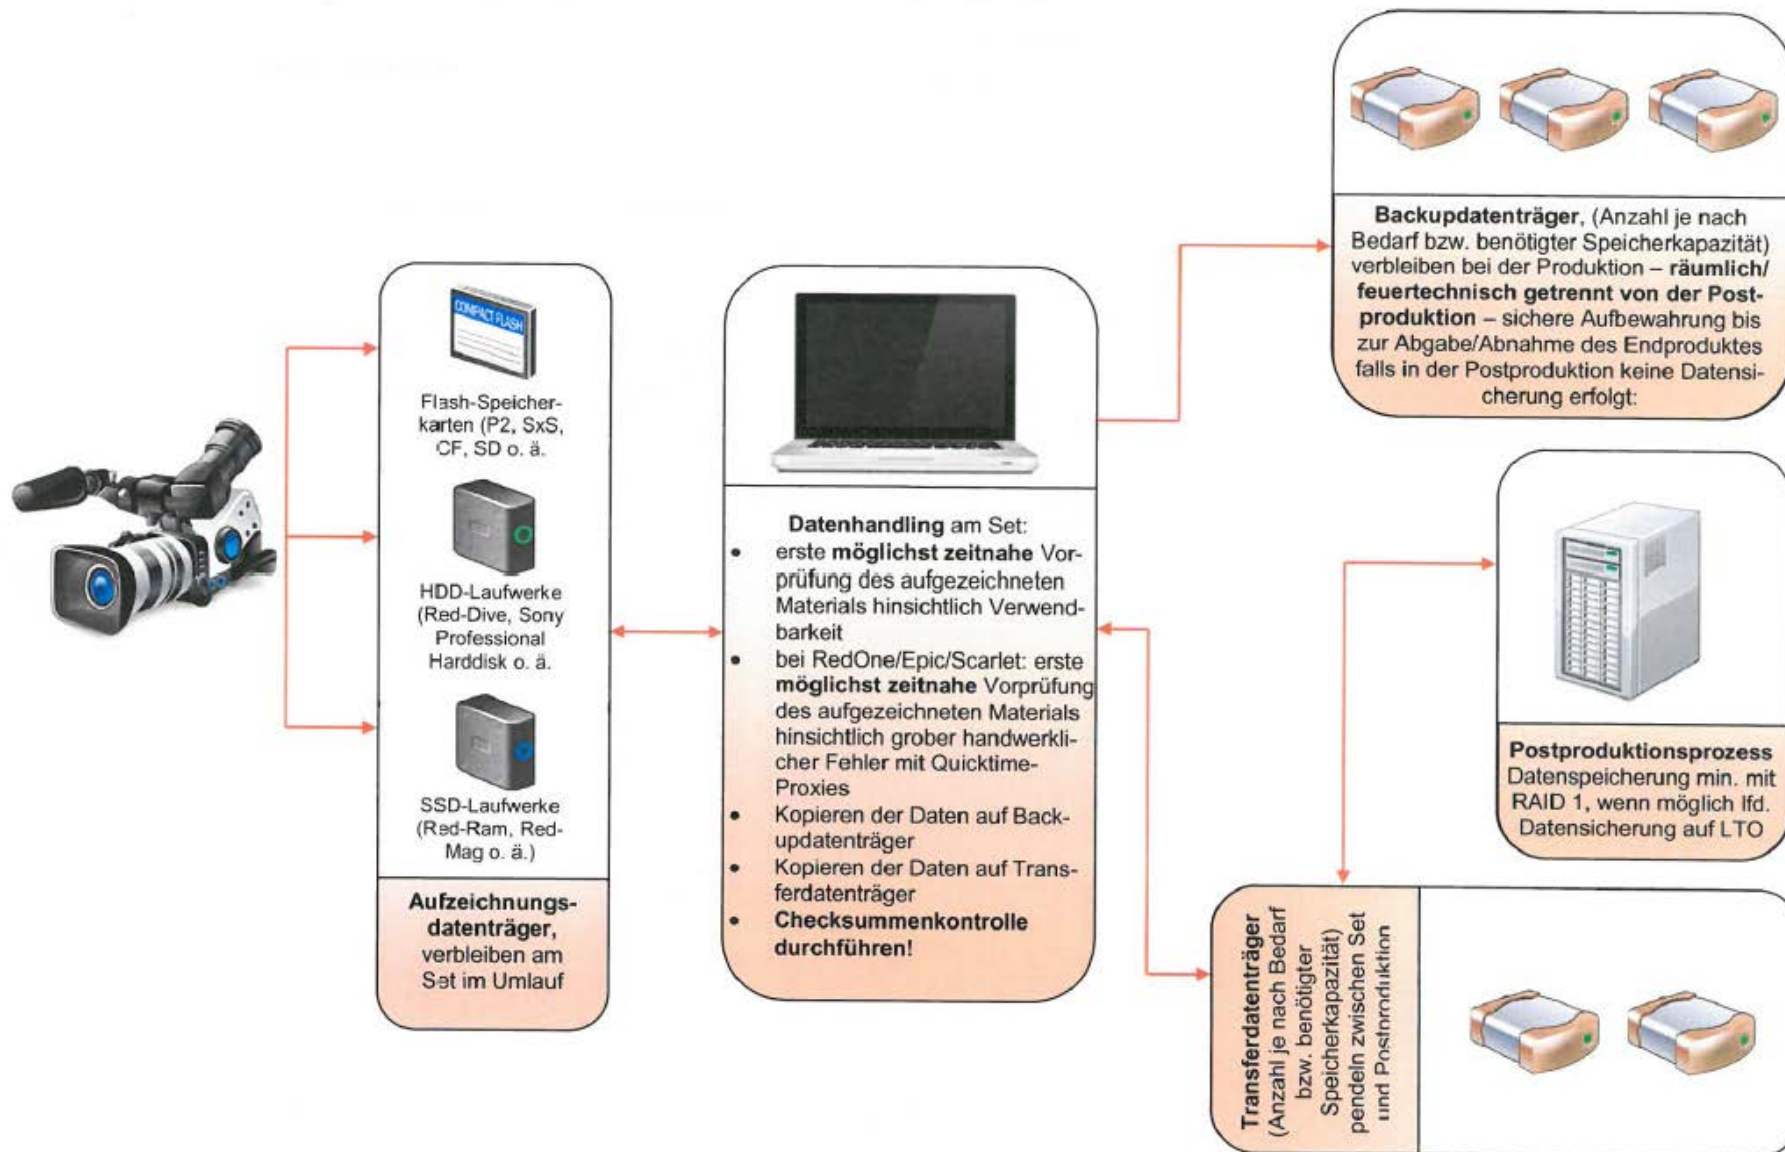 COMPACT FLASH
Flash-Speicher-
karten (P2, SxS,
CF, SD o. ä.
HDD-Laufwerke
(Red-Dive, Sony
Professional
Harddisk o. ä.
SSD-Laufwerke
(Red-Ram, Red-
Mag o. ä.)
Aufzeichnungs-
datenträger,
verbleiben am
Set im Umlauf
Datenhandling am Set:
• erste möglichst zeitnahe Vor-
prüfung des aufgezeichneten
Materials hinsichtlich Verwend-
barkeit
• bei RedOne/Epic/Scarlet: erste
möglichst zeitnahe Vorprüfung
des aufgezeichneten Materials
hinsichtlich grober handwerkli-
cher Fehler mit Quicktime-
Proxies
• Kopieren der Daten auf Back-
updatenträger
• Kopieren der Daten auf Trans-
ferdatenträger
• Checksummenkontrolle
durchführen!
Backupdatenträger, (Anzahl je nach
Bedarf bzw. benötigter Speicherkapazität)
verbleiben bei der Produktion – räumlich/
feuertechnisch getrennt von der Post-
produktion – sichere Aufbewahrung bis
zur Abgabe/Abnahme des Endproduktes
falls in der Postproduktion keine Datensi-
cherung erfolgt:
Postproduktionsprozess
Datenspeicherung min. mit
RAID 1, wenn möglich lfd.
Datensicherung auf LTO
Transferdatenträger
(Anzahl je nach Bedarf
bzw. benötigter
Speicherkapazität)
pendeln zwischen Set
und Postproduktion